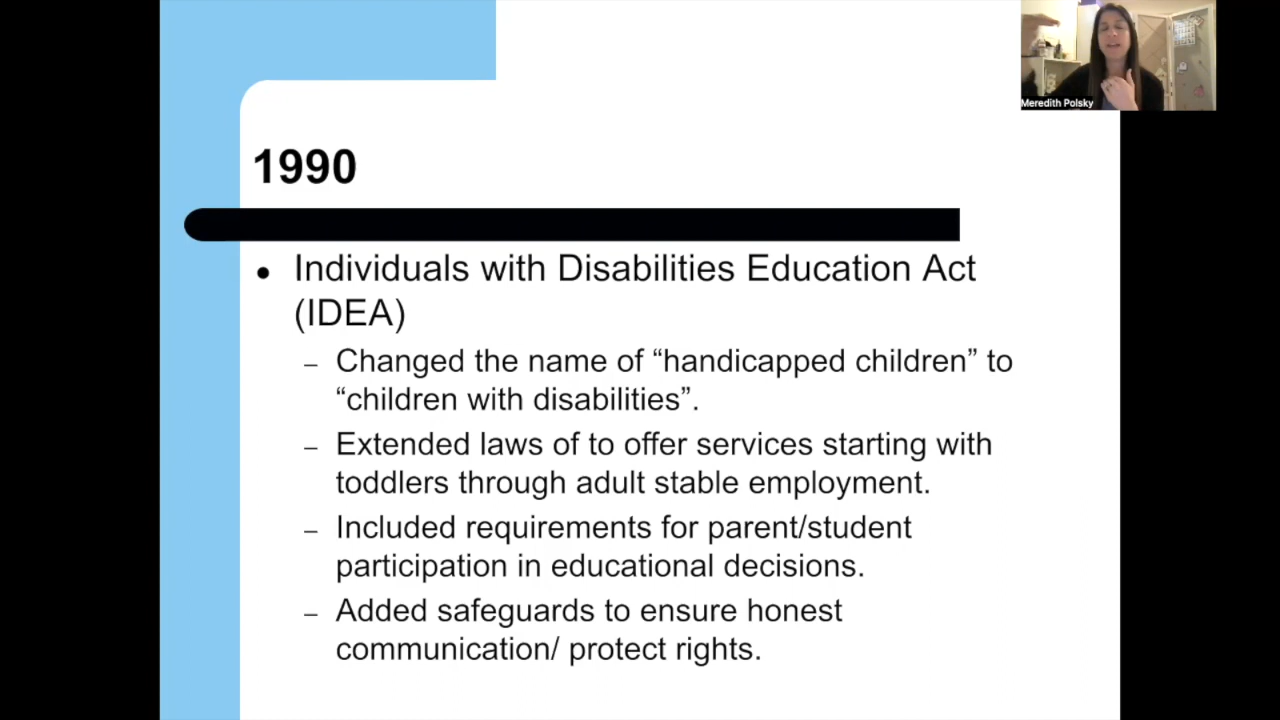 Meredith Polsky
1990
● Individuals with Disabilities Education Act
(IDEA)
– Changed the name of “handicapped children” to
“children with disabilities”.
– Extended laws of to offer services starting with
toddlers through adult stable employment.
– Included requirements for parent/student
participation in educational decisions.
– Added safeguards to ensure honest
communication/ protect rights.